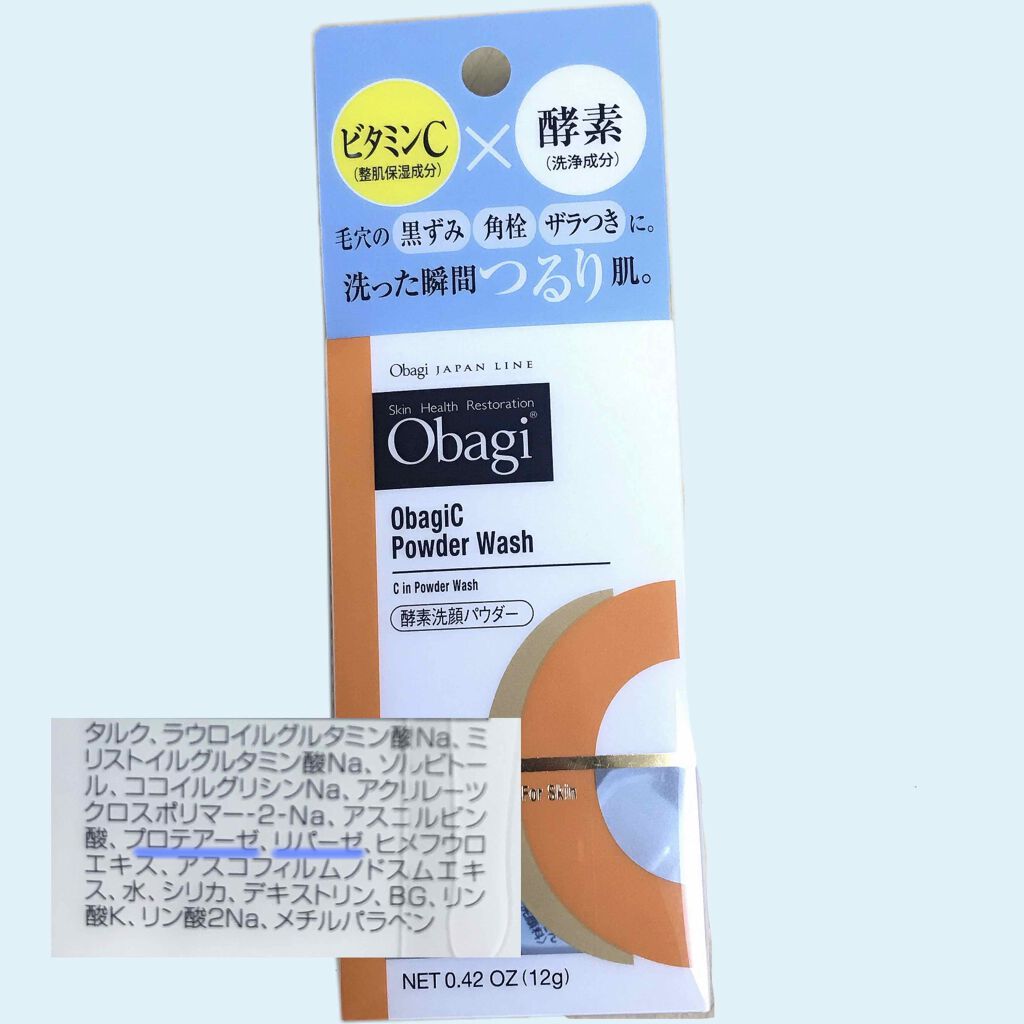 ビタミンC
(整肌保湿成分)
×
酵素
(洗浄成分)
毛穴の 黒ずみ 角栓 ザラつき に。
洗った瞬間つるり肌。
Obagi JAPAN LINE
Skin Health Restoration
Obagi®
ObagiC
Powder Wash
C in Powder Wash
酵素洗顔パウダー
For Skin
タルク、ラウロイルグルタミン酸Na、ミ
リストイルグルタミン酸Na、ソルビトー
ル、ココイルグリシンNa、アクリレーツ
クロスポリマー-2-Na、アスコルビン
酸、プロテアーゼ、リパーゼ、ヒメフウロ
エキス、アスコフィルムノドスムエキ
ス、水、シリカ、デキストリン、BG、リン
酸K、リン酸2Na、メチルパラベン
NET 0.42 OZ (12g)